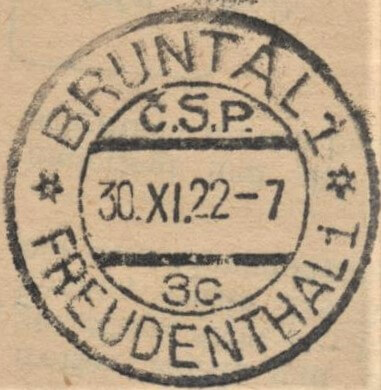 BRUNTÁL 1
Č.S.P.
30.XI.22-7
3c
FREUDENTHAL 1